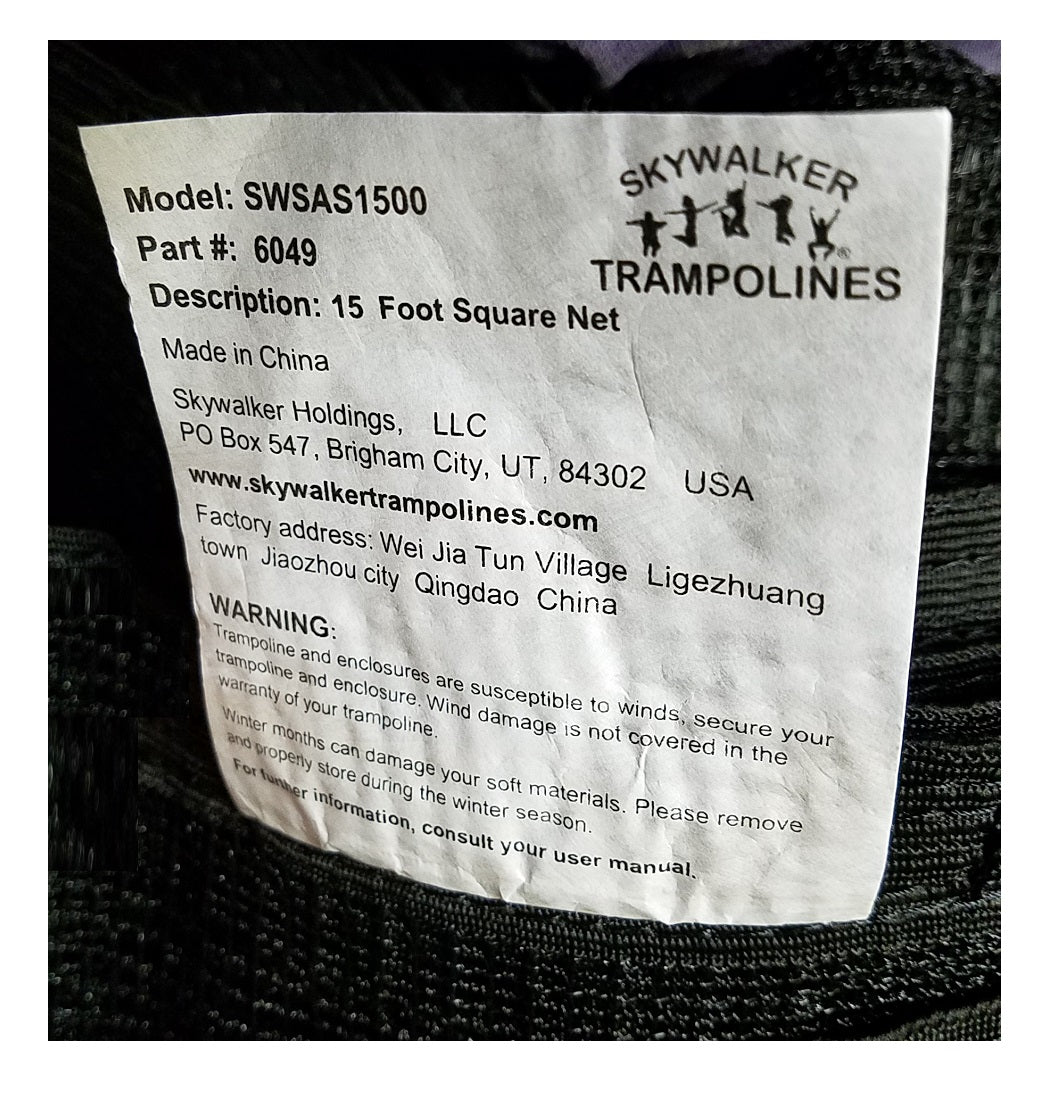 SKYWALKER
TRAMPOLINES
Model: SWSAS1500
Part #: 6049
Description: 15 Foot Square Net
Made in China
Skywalker Holdings, LLC
PO Box 547, Brigham City, UT, 84302 USA
www.skywalkertrampolines.com
Factory address: Wei Jia Tun Village Ligezhuang
town Jiaozhou city Qingdao China
WARNING:
Trampoline and enclosures are susceptible to winds, secure your
trampoline and enclosure. Wind damage is not covered in the
warranty of your trampoline.
Winter months can damage your soft materials. Please remove
and properly store during the winter season.
For further information, consult your user manual.